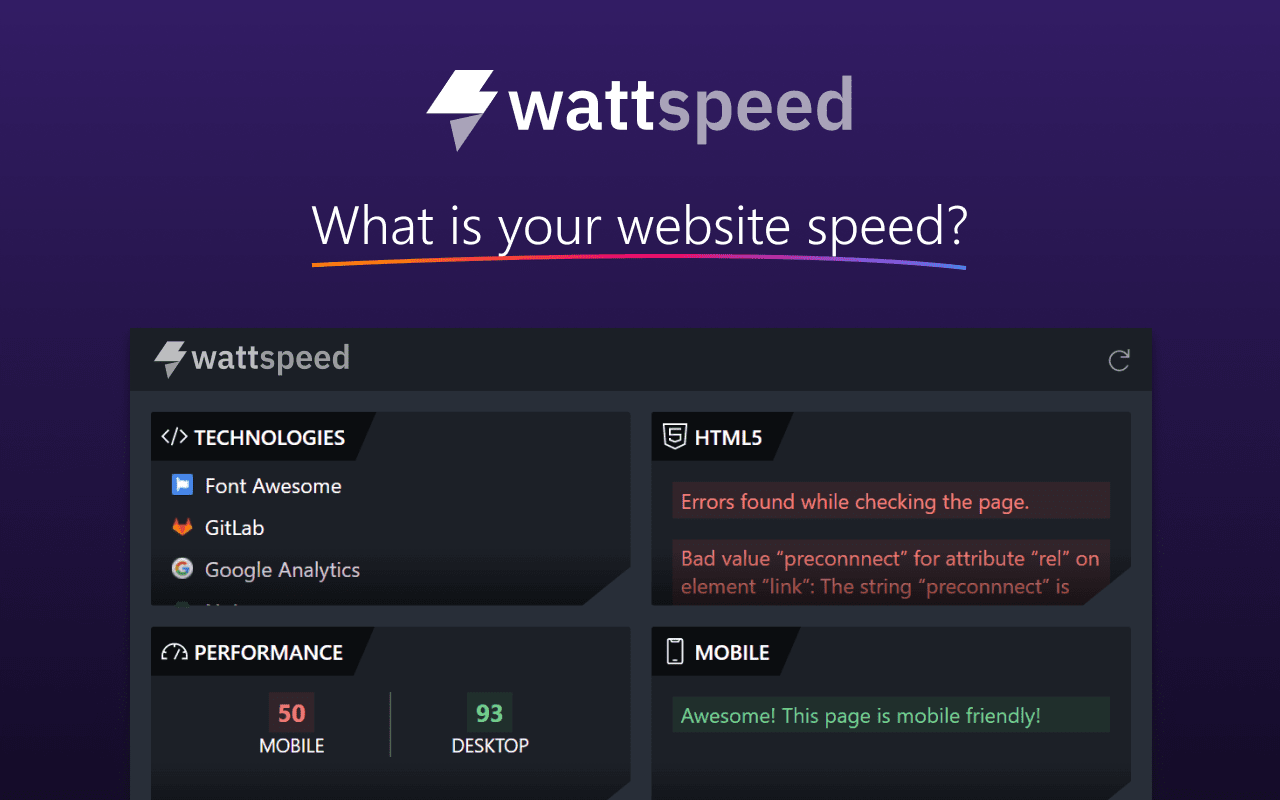 wattspeed
What is your website speed?
wattspeed
TECHNOLOGIES
Font Awesome
GitLab
Google Analytics
HTML5
Errors found while checking the page.
Bad value “preconnnect” for attribute “rel” on
element “link“: The string “preconnnect” is
PERFORMANCE
50
MOBILE
93
DESKTOP
MOBILE
Awesome! This page is mobile friendly!